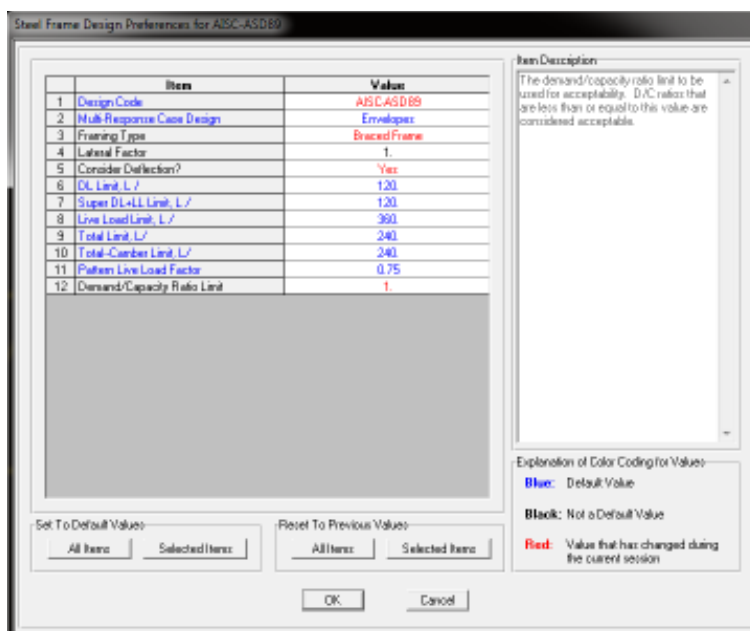 Steel Frame Design Preferences for AISC-ASD89
Item Value
1 Design Code AISC-ASD89
2 Multi-Response Case Design Envelopes
3 Framing Type Braced Frame
4 Lateral Factor 1.
5 Consider Deflection? Yes
6 DL Limit, L / 120.
7 Super DL+LL Limit, L / 120.
8 Live Load Limit, L / 360.
9 Total Limit, L/ 240.
10 Total--Camber Limit, L/ 240.
11 Pattern Live Load Factor 0.75
12 Demand/Capacity Ratio Limit 1.
Item Description
The demand/capacity ratio limit to be
used for acceptability. D/C ratios that
are less than or equal to this value are
considered acceptable.
Explanation of Color Coding for Values
Blue: Default Value
Black: Not a Default Value
Red: Value that has changed during
the current session
Set To Default Values
All Items Selected Items
Reset To Previous Values
All Items Selected Items
OK Cancel